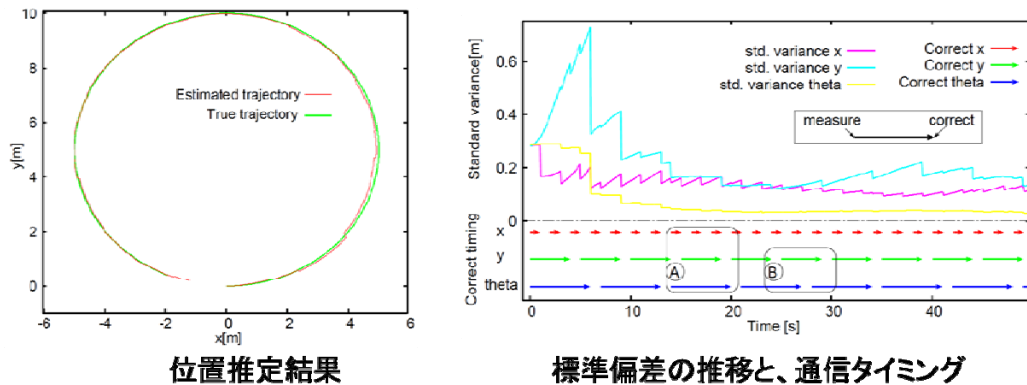 10
8
6
4
2
0
y[m]
Estimated trajectory
True trajectory
-6
-4
-2
0
2
4
6
x[m]
位置推定結果
Standard variance[m]
0.6
0.4
0.2
0
std. variance x
std. variance y
std. variance theta
Correct x
Correct y
Correct theta
measure
correct
Correct timing
x
y
theta
A
B
0
10
20
30
40
Time [s]
標準偏差の推移と、通信タイミング